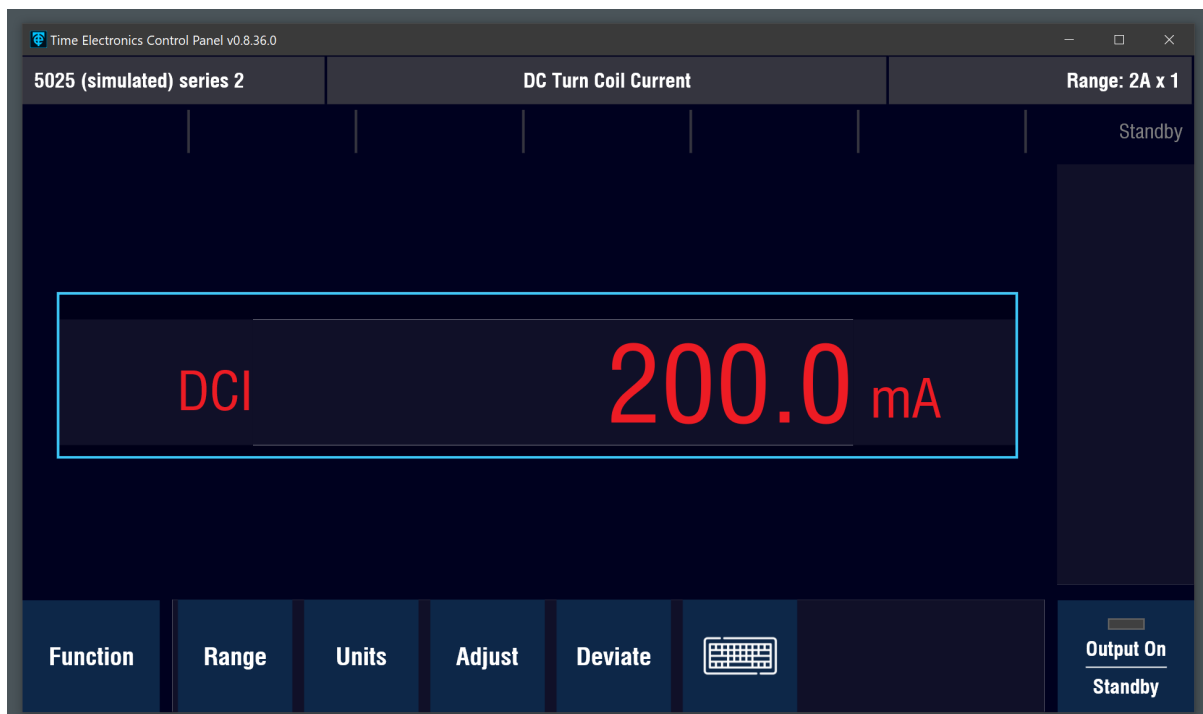 Time Electronics Control Panel v0.8.36.0
5025 (simulated) series 2
DC Turn Coil Current
Range: 2A x 1
Standby
DCI
200.0 mA
Function
Range
Units
Adjust
Deviate
Output On
Standby